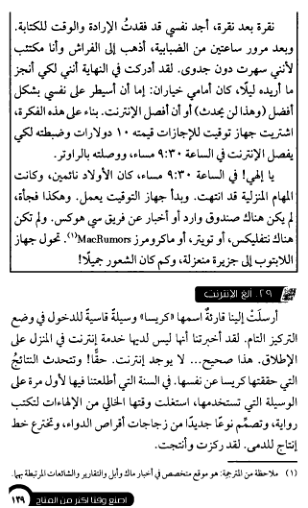 نقرة بعد نقرة، أجد نفسي قد فقدتُ الإرادة والوقت للكتابة.
وبعد مرور ساعتين من الضبابية، أذهب إلى الفراش وأنا مكتئب
لأنني سهرت دون جدوى. لقد أدركت في النهاية أنني لكي أنجز
ما أريده ليلًا، كان أمامي خياران: إما أن أسيطر على نفسي بشكل
أفضل (وهذا لن يحدث) أو أن أفصل الإنترنت. بناء على هذه الفكرة،
اشتريت جهاز توقيت للإجازات قيمته ١٠ دولارات وضبطته لكي
يفصل الإنترنت في الساعة ٩:٣٠ مساء، ووصلته بالراوتر.
يا إلهي! في الساعة ٩:٣٠ مساء، كان الأولاد نائمين، وكانت
المهام المنزلية قد انتهت. وبدأ جهاز التوقيت يعمل. وهكذا فجأة،
لم يكن هناك صندوق وارد أو أخبار عن فريق سي هوكس. ولم تكن
هناك نتفليكس، أو تويتر، أو ماكرومرز MacRumors(١). تحول جهاز
اللابتوب إلى جزيرة منعزلة، وكم كان الشعور جميلًا!
٢٩. الغ الإنترنت
أرسلَتْ إلينا قارئةٌ اسمها «كريسا» وسيلةً قاسيةً للدخول في وضع
التركيز التام. لقد أخبرتنا أنها ليس لديها خدمة إنترنت في المنزل على
الإطلاق. هذا صحيح... لا يوجد إنترنت. حقًّا! وتتحدث النتائجُ
التي حققتها كريسا عن نفسها. في السنة التي أطلعتنا فيها لأول مرة على
الوسيلة التي تستخدمها، استغلت وقتها الخالي من الإلهاءات لتكتب
رواية، وتصمِّم نوعًا جديدًا من زجاجات أقراص الدواء، وتخترع خط
إنتاج للدمى. لقد ركزت وأنتجت.
(١) ملاحظة من المترجمة: هو موقع متخصص في أخبار ماك وأبل والتقارير والشائعات المرتبطة بها.
اصنع وقتا أكثر من المتاح ١٣٩